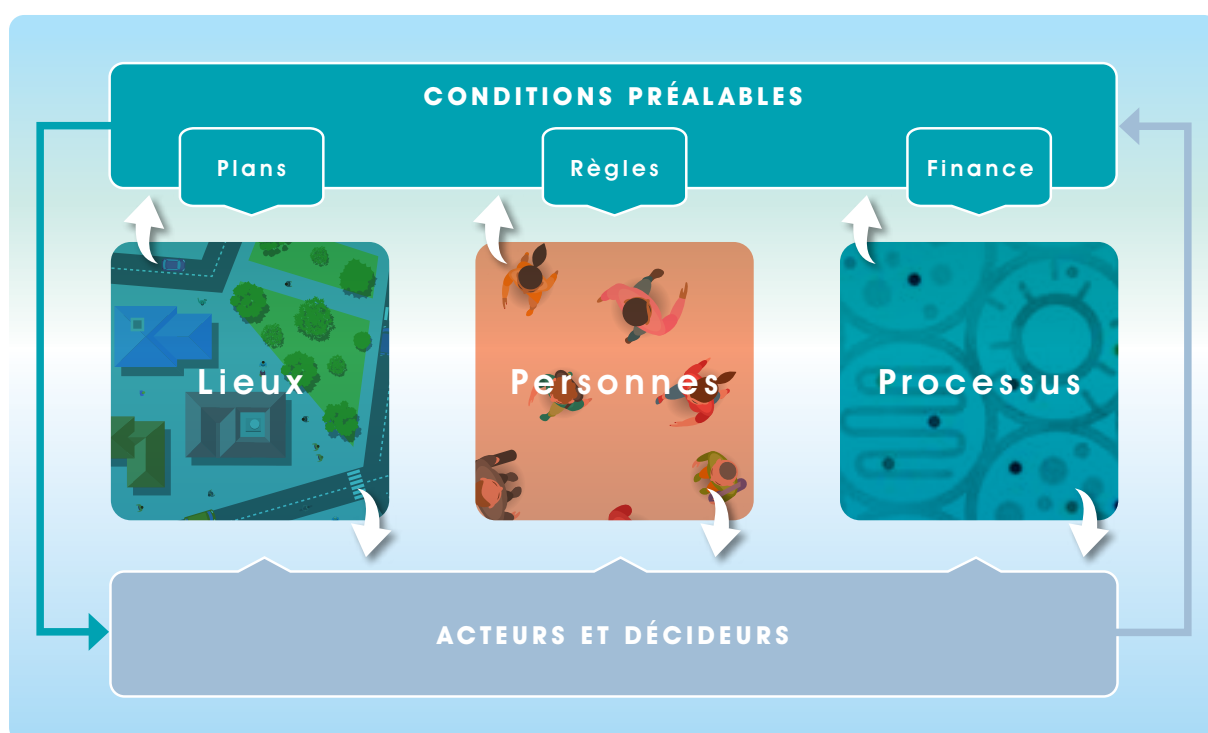 CONDITIONS PRÉALABLES
Plans
Règles
Finance
Lieux
Personnes
Processus
ACTEURS ET DÉCIDEURS